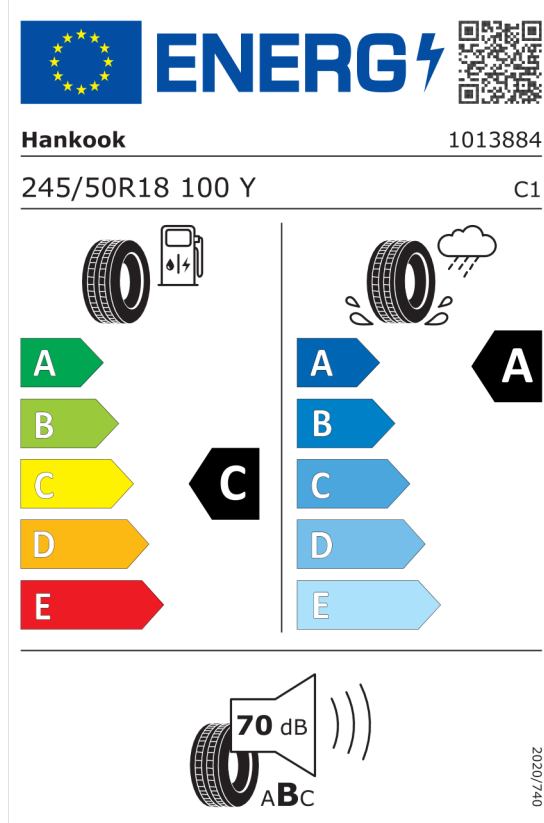 ENERG
Hankook 1013884
245/50R18 100 Y C1
A A A
B B
C C C
D D
E E
70 dB
ABC
2020/740